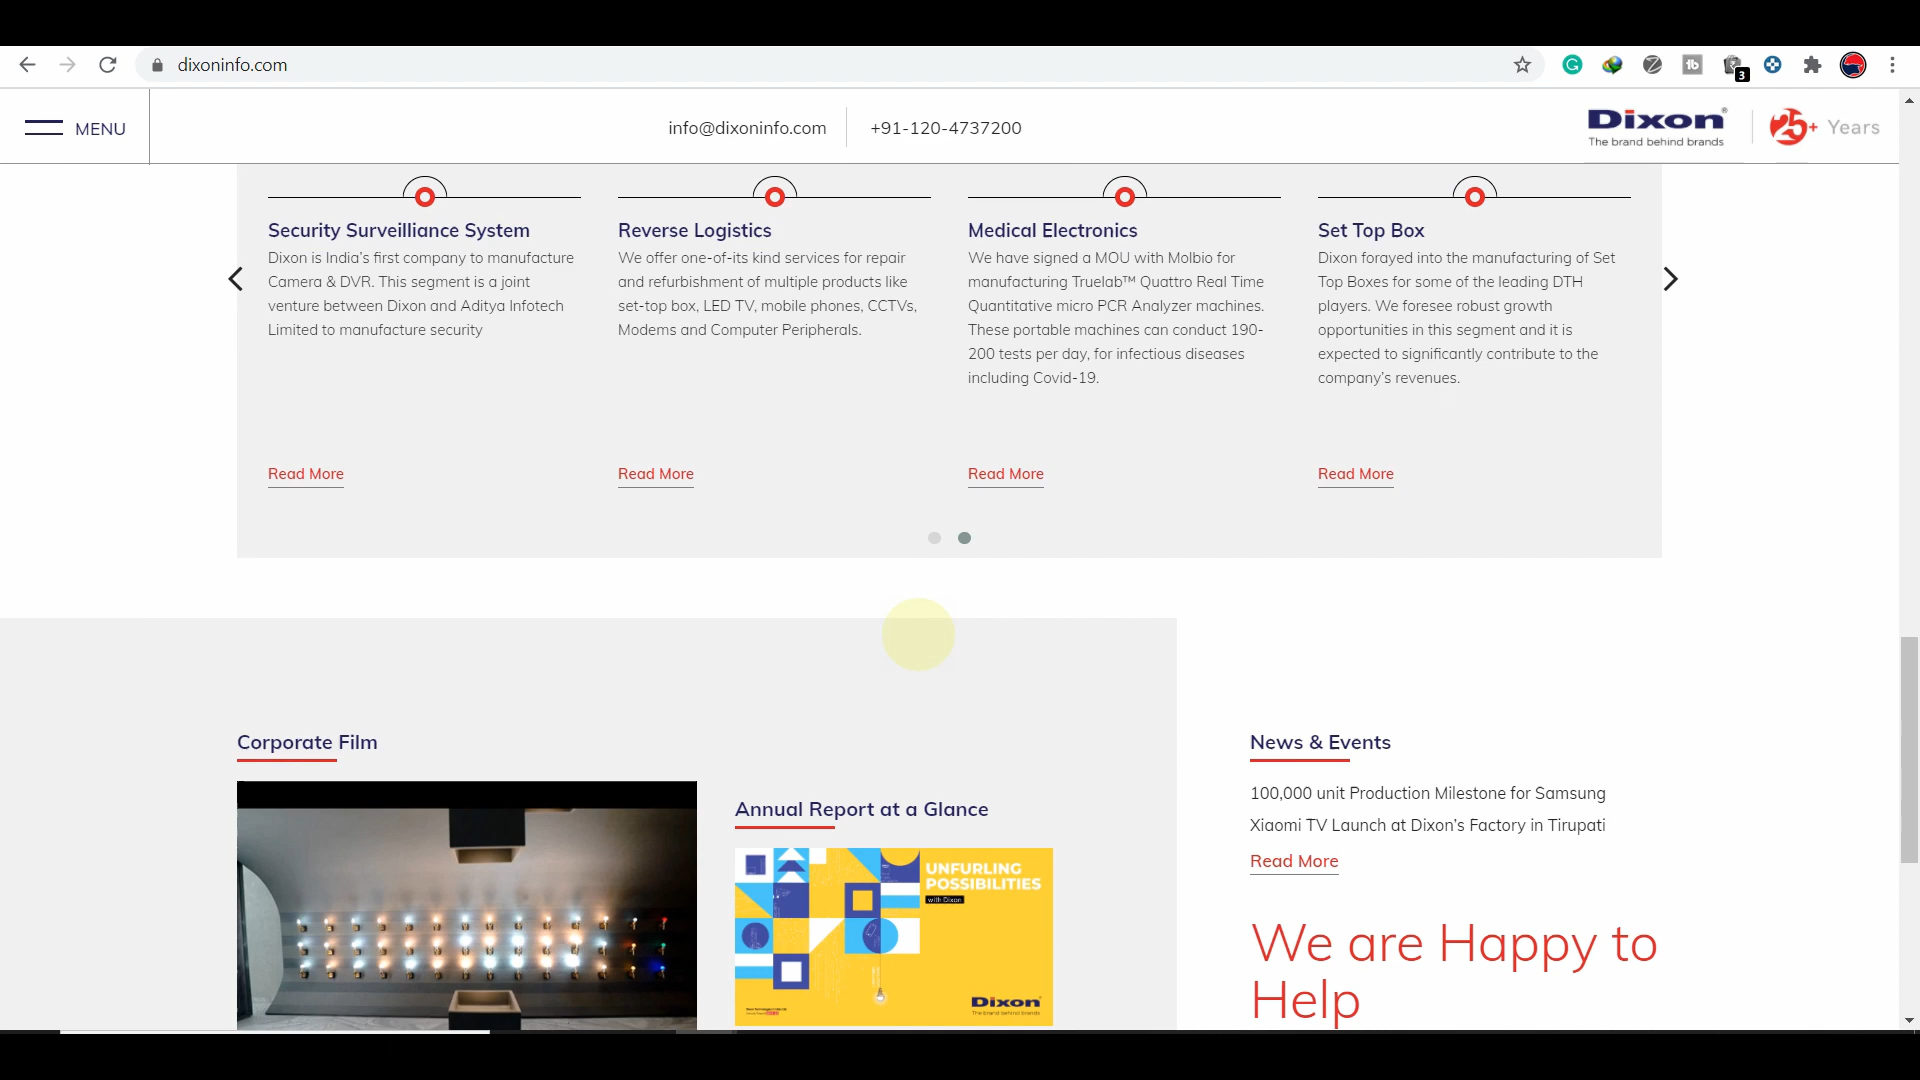 dixoninfo.com
3
MENU
info@dixoninfo.com
+91-120-4737200
Dixon®
The brand behind brands
25+ Years
Security Surveilliance System
Dixon is India's first company to manufacture
Camera & DVR. This segment is a joint
venture between Dixon and Aditya Infotech
Limited to manufacture security
Read More
Reverse Logistics
We offer one-of-its kind services for repair
and refurbishment of multiple products like
set-top box, LED TV, mobile phones, CCTVs,
Modems and Computer Peripherals.
Read More
Medical Electronics
We have signed a MOU with Molbio for
manufacturing Truelab™ Quattro Real Time
Quantitative micro PCR Analyzer machines.
These portable machines can conduct 190-
200 tests per day, for infectious diseases
including Covid-19.
Read More
Set Top Box
Dixon forayed into the manufacturing of Set
Top Boxes for some of the leading DTH
players. We foresee robust growth
opportunities in this segment and it is
expected to significantly contribute to the
company's revenues.
Read More
Corporate Film
Annual Report at a Glance
UNFURLING
POSSIBILITIES
with Dixon
Dixon
The brand behind brands
News & Events
100,000 unit Production Milestone for Samsung
Xiaomi TV Launch at Dixon's Factory in Tirupati
Read More
We are Happy to
Help